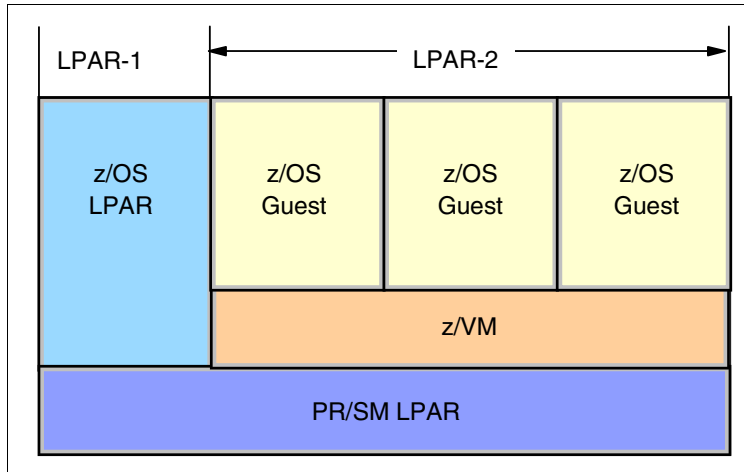 LPAR-1
LPAR-2
z/OS
LPAR
z/OS
Guest
z/OS
Guest
z/OS
Guest
z/VM
PR/SM LPAR